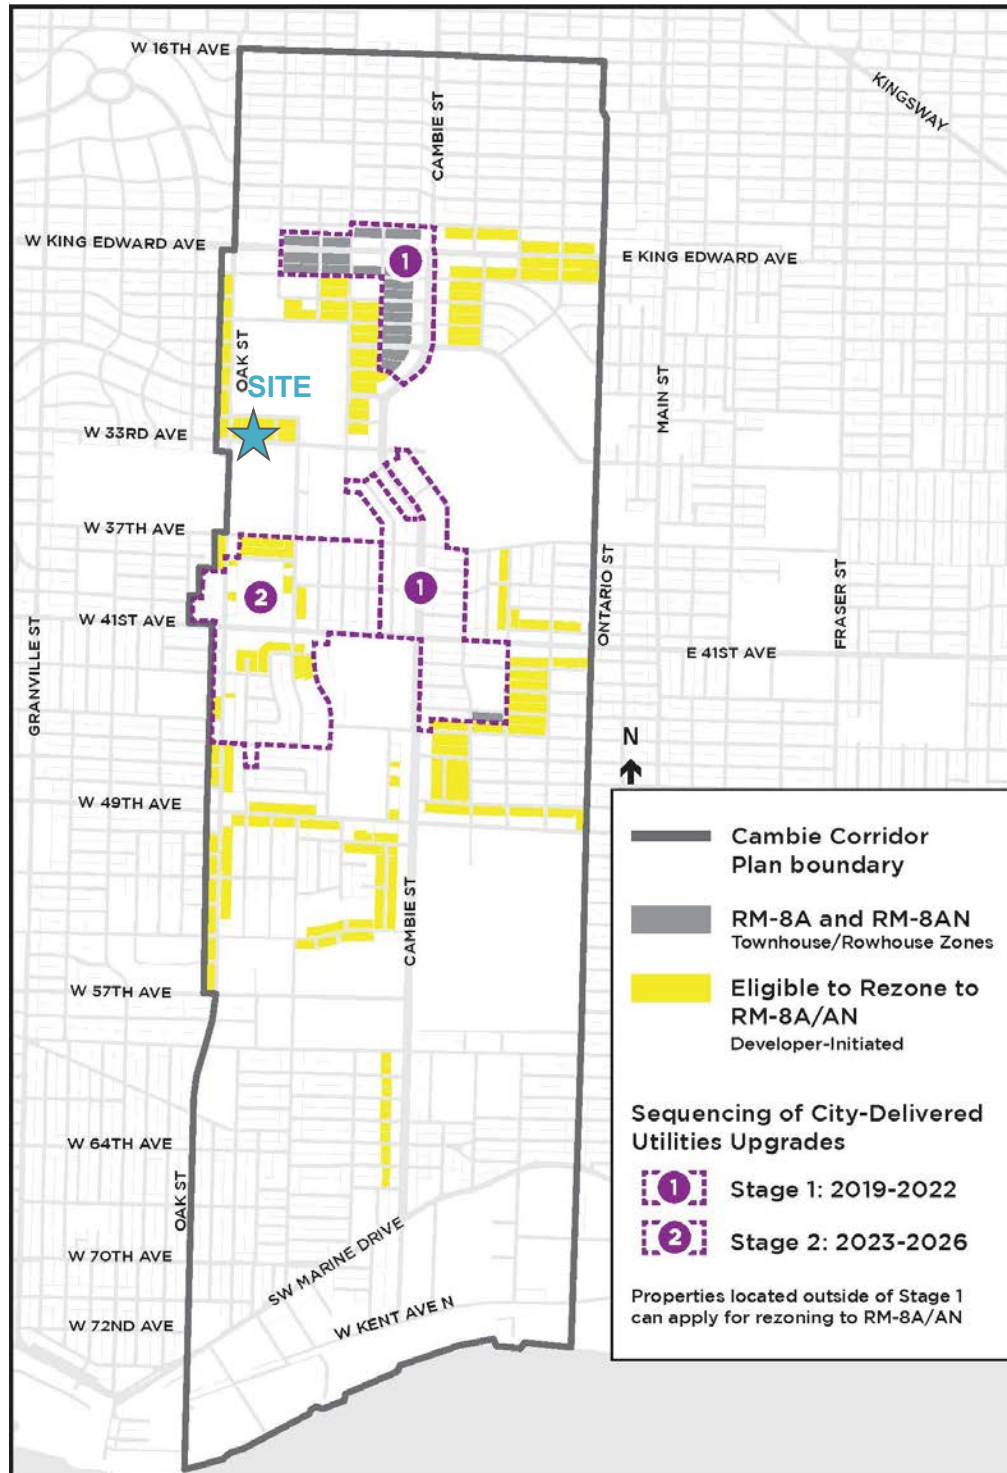 W 16TH AVE
CAMBIE ST
KINGSWAY
W KING EDWARD AVE
1
E KING EDWARD AVE
OAK ST
SITE
MAIN ST
W 33RD AVE
W 37TH AVE
2
1
ONTARIO ST
FRASER ST
W 41ST AVE
GRANVILLE ST
E 41ST AVE
N
W 49TH AVE
CAMBIE ST
W 57TH AVE
W 64TH AVE
OAK ST
SW MARINE DRIVE
W 70TH AVE
W KENT AVE N
W 72ND AVE
Cambie Corridor
Plan boundary
RM-8A and RM-8AN
Townhouse/Rowhouse Zones
Eligible to Rezone to
RM-8A/AN
Developer-Initiated
Sequencing of City-Delivered
Utilities Upgrades
1 Stage 1: 2019-2022
2 Stage 2: 2023-2026
Properties located outside of Stage 1
can apply for rezoning to RM-8A/AN